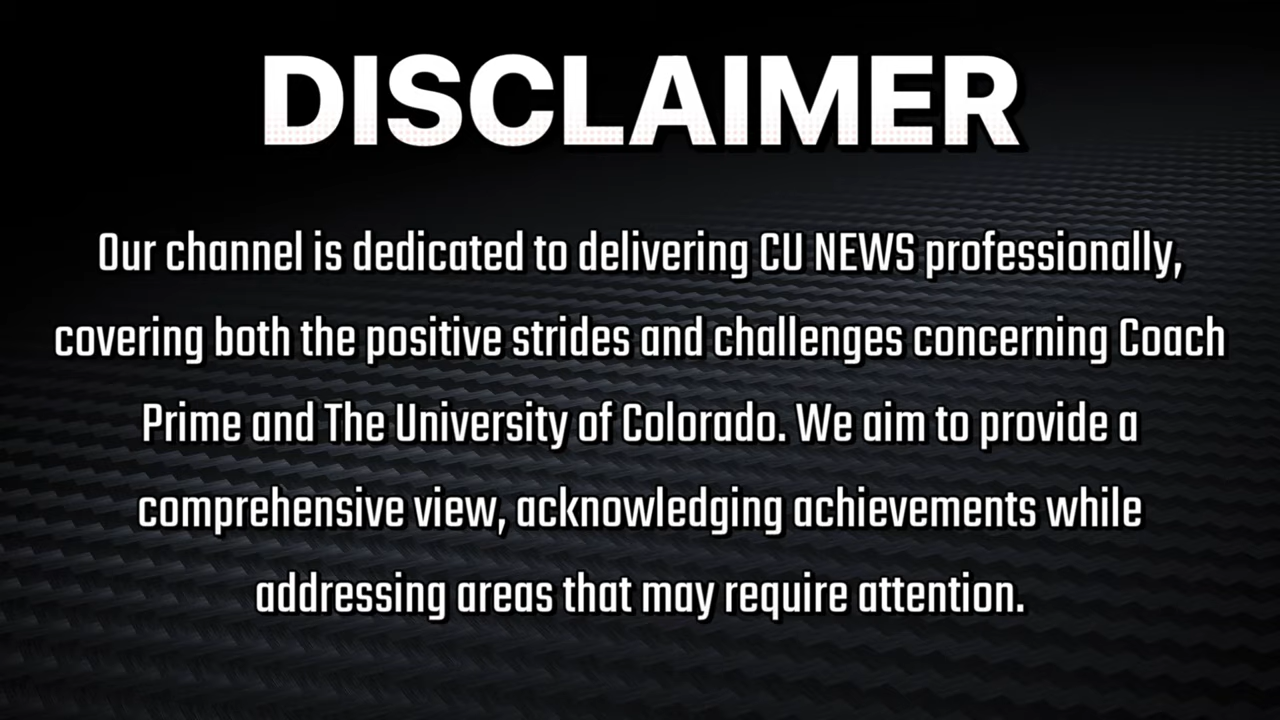 DISCLAIMER
Our channel is dedicated to delivering CU NEWS professionally,
covering both the positive strides and challenges concerning Coach
Prime and The University of Colorado. We aim to provide a
comprehensive view, acknowledging achievements while
addressing areas that may require attention.